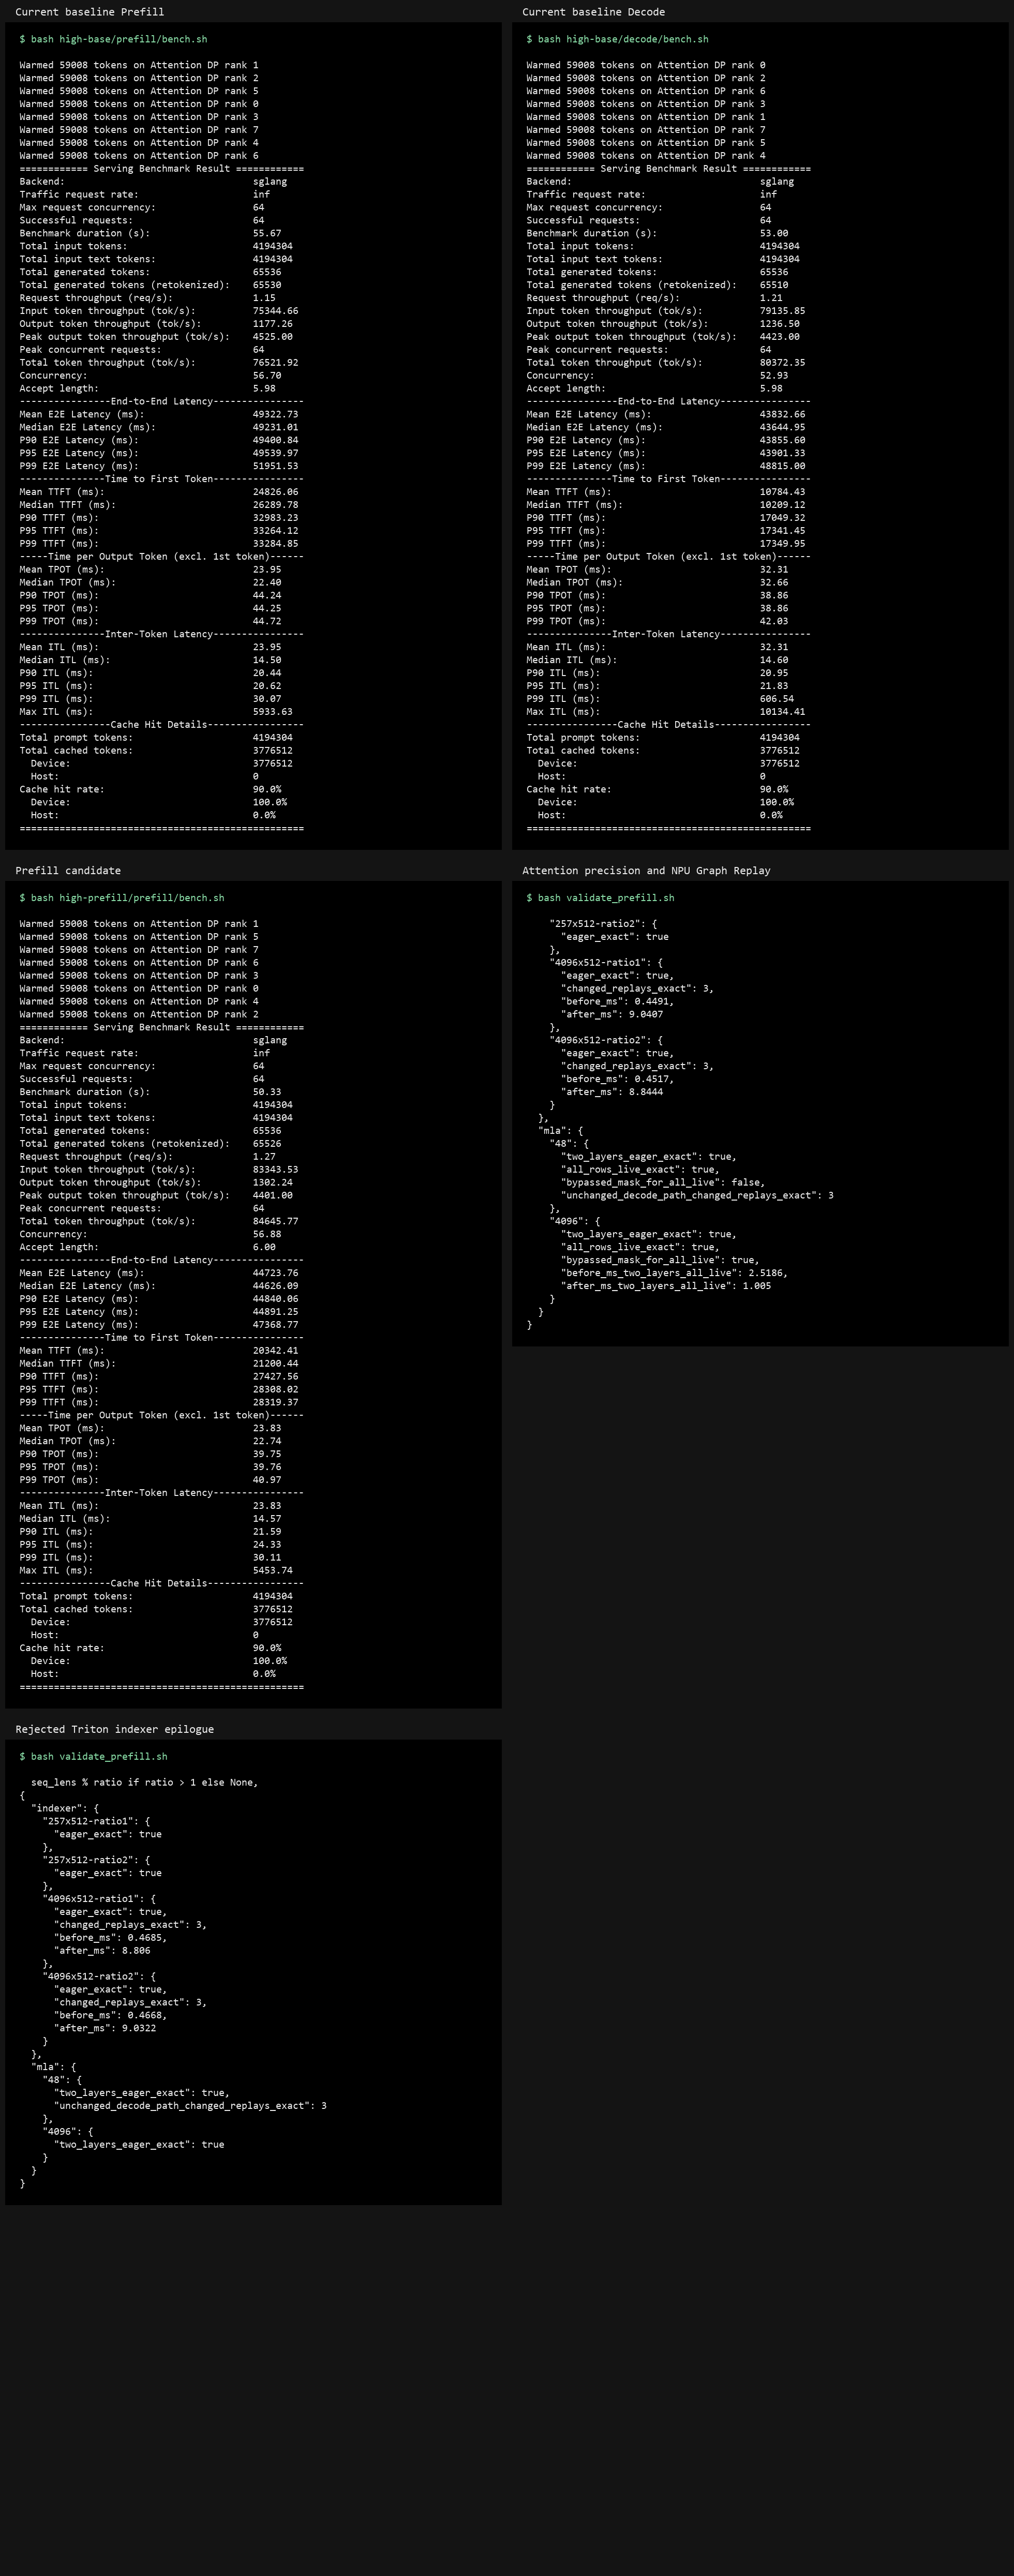 Current baseline Prefill
$ bash high-base/prefill/bench.sh
Warmed 59008 tokens on Attention DP rank 1
Warmed 59008 tokens on Attention DP rank 2
Warmed 59008 tokens on Attention DP rank 5
Warmed 59008 tokens on Attention DP rank 0
Warmed 59008 tokens on Attention DP rank 3
Warmed 59008 tokens on Attention DP rank 7
Warmed 59008 tokens on Attention DP rank 4
Warmed 59008 tokens on Attention DP rank 6
============ Serving Benchmark Result ============
Backend: sglang
Traffic request rate: inf
Max request concurrency: 64
Successful requests: 64
Benchmark duration (s): 55.67
Total input tokens: 4194304
Total input text tokens: 4194304
Total generated tokens: 65536
Total generated tokens (retokenized): 65530
Request throughput (req/s): 1.15
Input token throughput (tok/s): 75344.66
Output token throughput (tok/s): 1177.26
Peak output token throughput (tok/s): 4525.00
Peak concurrent requests: 64
Total token throughput (tok/s): 76521.92
Concurrency: 56.70
Accept length: 5.98
----------------End-to-End Latency----------------
Mean E2E Latency (ms): 49322.73
Median E2E Latency (ms): 49231.01
P90 E2E Latency (ms): 49400.84
P95 E2E Latency (ms): 49539.97
P99 E2E Latency (ms): 51951.53
---------------Time to First Token----------------
Mean TTFT (ms): 24826.06
Median TTFT (ms): 26289.78
P90 TTFT (ms): 32983.23
P95 TTFT (ms): 33264.12
P99 TTFT (ms): 33284.85
-----Time per Output Token (excl. 1st token)------
Mean TPOT (ms): 23.95
Median TPOT (ms): 22.40
P90 TPOT (ms): 44.24
P95 TPOT (ms): 44.25
P99 TPOT (ms): 44.72
---------------Inter-Token Latency----------------
Mean ITL (ms): 23.95
Median ITL (ms): 14.50
P90 ITL (ms): 20.44
P95 ITL (ms): 20.62
P99 ITL (ms): 30.07
Max ITL (ms): 5933.63
----------------Cache Hit Details-----------------
Total prompt tokens: 4194304
Total cached tokens: 3776512
  Device: 3776512
  Host: 0
Cache hit rate: 90.0%
  Device: 100.0%
  Host: 0.0%
==================================================
Current baseline Decode
$ bash high-base/decode/bench.sh
Warmed 59008 tokens on Attention DP rank 0
Warmed 59008 tokens on Attention DP rank 2
Warmed 59008 tokens on Attention DP rank 6
Warmed 59008 tokens on Attention DP rank 3
Warmed 59008 tokens on Attention DP rank 1
Warmed 59008 tokens on Attention DP rank 7
Warmed 59008 tokens on Attention DP rank 5
Warmed 59008 tokens on Attention DP rank 4
============ Serving Benchmark Result ============
Backend: sglang
Traffic request rate: inf
Max request concurrency: 64
Successful requests: 64
Benchmark duration (s): 53.00
Total input tokens: 4194304
Total input text tokens: 4194304
Total generated tokens: 65536
Total generated tokens (retokenized): 65510
Request throughput (req/s): 1.21
Input token throughput (tok/s): 79135.85
Output token throughput (tok/s): 1236.50
Peak output token throughput (tok/s): 4423.00
Peak concurrent requests: 64
Total token throughput (tok/s): 80372.35
Concurrency: 52.93
Accept length: 5.98
----------------End-to-End Latency----------------
Mean E2E Latency (ms): 43832.66
Median E2E Latency (ms): 43644.95
P90 E2E Latency (ms): 43855.60
P95 E2E Latency (ms): 43901.33
P99 E2E Latency (ms): 48815.00
---------------Time to First Token----------------
Mean TTFT (ms): 10784.43
Median TTFT (ms): 10209.12
P90 TTFT (ms): 17049.32
P95 TTFT (ms): 17341.45
P99 TTFT (ms): 17349.95
-----Time per Output Token (excl. 1st token)------
Mean TPOT (ms): 32.31
Median TPOT (ms): 32.66
P90 TPOT (ms): 38.86
P95 TPOT (ms): 38.86
P99 TPOT (ms): 42.03
---------------Inter-Token Latency----------------
Mean ITL (ms): 32.31
Median ITL (ms): 14.60
P90 ITL (ms): 20.95
P95 ITL (ms): 21.83
P99 ITL (ms): 606.54
Max ITL (ms): 10134.41
----------------Cache Hit Details-----------------
Total prompt tokens: 4194304
Total cached tokens: 3776512
  Device: 3776512
  Host: 0
Cache hit rate: 90.0%
  Device: 100.0%
  Host: 0.0%
==================================================
Prefill candidate
$ bash high-prefill/prefill/bench.sh
Warmed 59008 tokens on Attention DP rank 1
Warmed 59008 tokens on Attention DP rank 5
Warmed 59008 tokens on Attention DP rank 7
Warmed 59008 tokens on Attention DP rank 6
Warmed 59008 tokens on Attention DP rank 3
Warmed 59008 tokens on Attention DP rank 0
Warmed 59008 tokens on Attention DP rank 4
Warmed 59008 tokens on Attention DP rank 2
============ Serving Benchmark Result ============
Backend: sglang
Traffic request rate: inf
Max request concurrency: 64
Successful requests: 64
Benchmark duration (s): 50.33
Total input tokens: 4194304
Total input text tokens: 4194304
Total generated tokens: 65536
Total generated tokens (retokenized): 65526
Request throughput (req/s): 1.27
Input token throughput (tok/s): 83343.53
Output token throughput (tok/s): 1302.24
Peak output token throughput (tok/s): 4401.00
Peak concurrent requests: 64
Total token throughput (tok/s): 84645.77
Concurrency: 56.88
Accept length: 6.00
----------------End-to-End Latency----------------
Mean E2E Latency (ms): 44723.76
Median E2E Latency (ms): 44626.09
P90 E2E Latency (ms): 44840.06
P95 E2E Latency (ms): 44891.25
P99 E2E Latency (ms): 47368.77
---------------Time to First Token----------------
Mean TTFT (ms): 20342.41
Median TTFT (ms): 21200.44
P90 TTFT (ms): 27427.56
P95 TTFT (ms): 28308.02
P99 TTFT (ms): 28319.37
-----Time per Output Token (excl. 1st token)------
Mean TPOT (ms): 23.83
Median TPOT (ms): 22.74
P90 TPOT (ms): 39.75
P95 TPOT (ms): 39.76
P99 TPOT (ms): 40.97
---------------Inter-Token Latency----------------
Mean ITL (ms): 23.83
Median ITL (ms): 14.57
P90 ITL (ms): 21.59
P95 ITL (ms): 24.33
P99 ITL (ms): 30.11
Max ITL (ms): 5453.74
----------------Cache Hit Details-----------------
Total prompt tokens: 4194304
Total cached tokens: 3776512
  Device: 3776512
  Host: 0
Cache hit rate: 90.0%
  Device: 100.0%
  Host: 0.0%
==================================================
Attention precision and NPU Graph Replay
$ bash validate_prefill.sh
    "257x512-ratio2": {
      "eager_exact": true
    },
    "4096x512-ratio1": {
      "eager_exact": true,
      "changed_replays_exact": 3,
      "before_ms": 0.4491,
      "after_ms": 9.0407
    },
    "4096x512-ratio2": {
      "eager_exact": true,
      "changed_replays_exact": 3,
      "before_ms": 0.4517,
      "after_ms": 8.8444
    }
  },
  "mla": {
    "48": {
      "two_layers_eager_exact": true,
      "all_rows_live_exact": true,
      "bypassed_mask_for_all_live": false,
      "unchanged_decode_path_changed_replays_exact": 3
    },
    "4096": {
      "two_layers_eager_exact": true,
      "all_rows_live_exact": true,
      "bypassed_mask_for_all_live": true,
      "before_ms_two_layers_all_live": 2.5186,
      "after_ms_two_layers_all_live": 1.005
    }
  }
}
Rejected Triton indexer epilogue
$ bash validate_prefill.sh
  seq_lens % ratio if ratio > 1 else None,
{
  "indexer": {
    "257x512-ratio1": {
      "eager_exact": true
    },
    "257x512-ratio2": {
      "eager_exact": true
    },
    "4096x512-ratio1": {
      "eager_exact": true,
      "changed_replays_exact": 3,
      "before_ms": 0.4685,
      "after_ms": 8.806
    },
    "4096x512-ratio2": {
      "eager_exact": true,
      "changed_replays_exact": 3,
      "before_ms": 0.4668,
      "after_ms": 9.0322
    }
  },
  "mla": {
    "48": {
      "two_layers_eager_exact": true,
      "unchanged_decode_path_changed_replays_exact": 3
    },
    "4096": {
      "two_layers_eager_exact": true
    }
  }
}